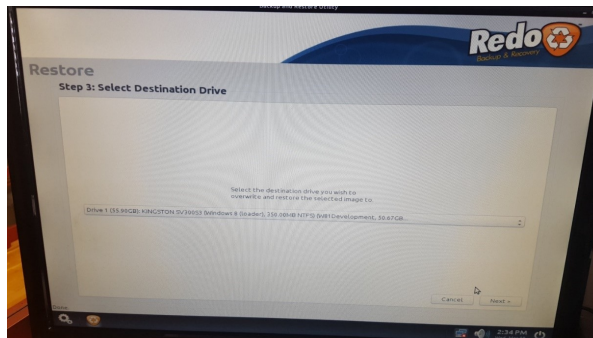 Backup and Restore Utility
Redo
Backup & Recovery
Restore
Step 3: Select Destination Drive
Select the destination drive you wish to
overwrite and restore the selected image to.
Cancel
Next »
Done
2:34 PM